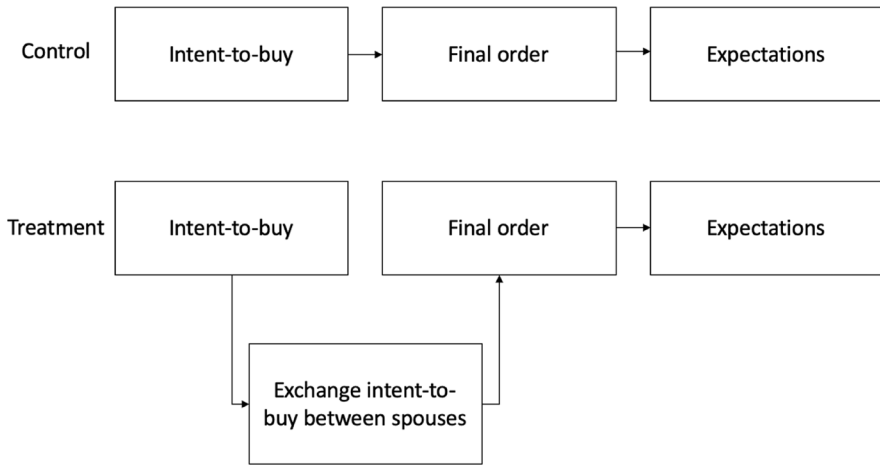 Control
Intent-to-buy
Final order
Expectations
Treatment
Intent-to-buy
Final order
Expectations
Exchange intent-to-
buy between spouses